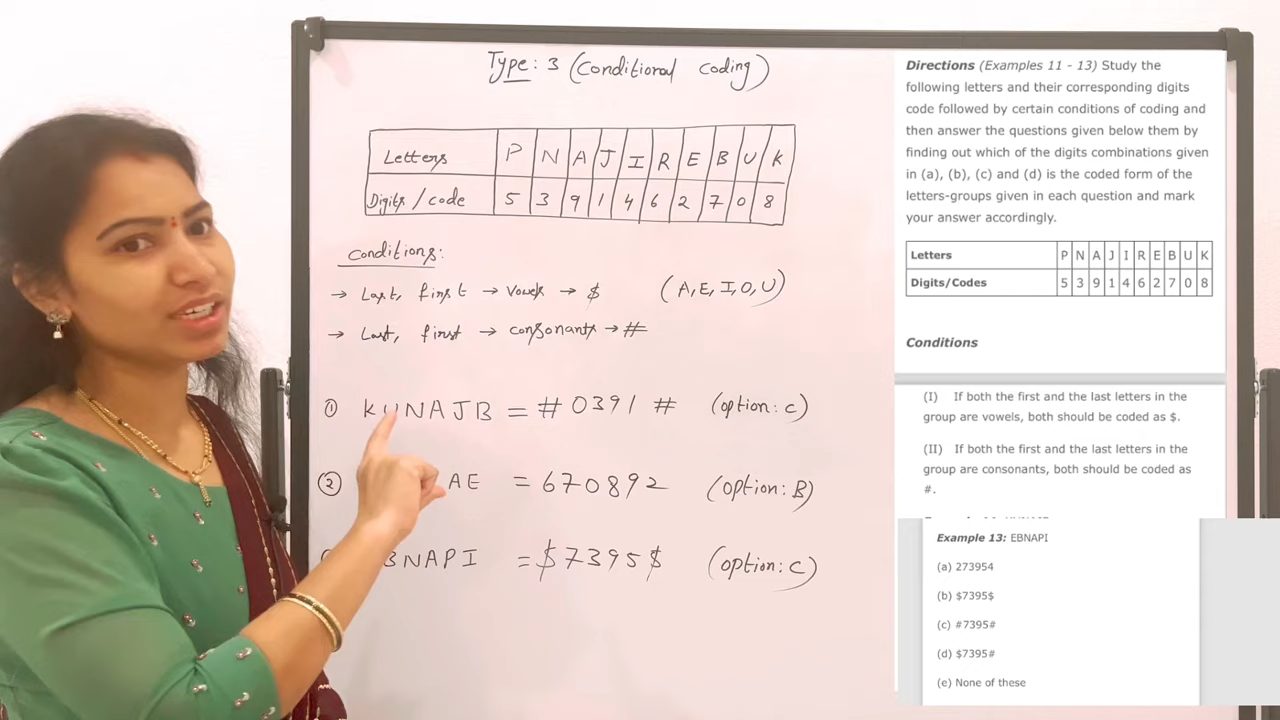 Type: 3 (Conditional coding)
Letters P N A J I R E B U K
Digits / code 5 3 9 1 4 6 2 7 0 8
Conditions:
→ Last, first → vowels → $ (A, E, I, O, U)
→ Last, first → consonants → #
① KUNAJB = #0391# (option: C)
② AE = 670892 (option: B)
BNAPI = $7395$ (option: C)
Directions (Examples 11 - 13) Study the
following letters and their corresponding digits
code followed by certain conditions of coding and
then answer the questions given below them by
finding out which of the digits combinations given
in (a), (b), (c) and (d) is the coded form of the
letters-groups given in each question and mark
your answer accordingly.
Letters P N A J I R E B U K
Digits/Codes 5 3 9 1 4 6 2 7 0 8
Conditions
(I) If both the first and the last letters in the
group are vowels, both should be coded as $.
(II) If both the first and the last letters in the
group are consonants, both should be coded as
#.
Example 13: EBNAPI
(a) 273954
(b) $7395$
(c) #7395#
(d) $7395#
(e) None of these